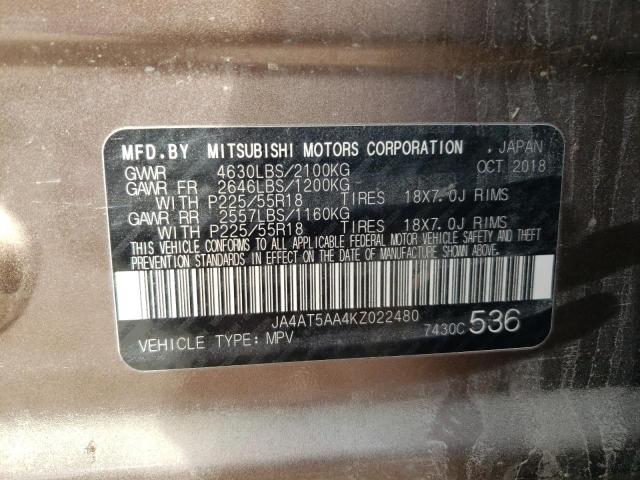 MFD.BY MITSUBISHI MOTORS CORPORATION , JAPAN
GVWR 4630LBS/2100KG OCT 2018
GAWR FR 2646LBS/1200KG
WITH P225/55R18 TIRES 18X7.0J RIMS
GAWR RR 2557LBS/1160KG
WITH P225/55R18 TIRES 18X7.0J RIMS
THIS VEHICLE CONFORMS TO ALL APPLICABLE FEDERAL MOTOR VEHICLE SAFETY AND THEFT
PREVENTION STANDARDS IN EFFECT ON THE DATE OF MANUFACTURE SHOWN ABOVE.
JA4AT5AA4KZ022480
VEHICLE TYPE: MPV 7430C 536